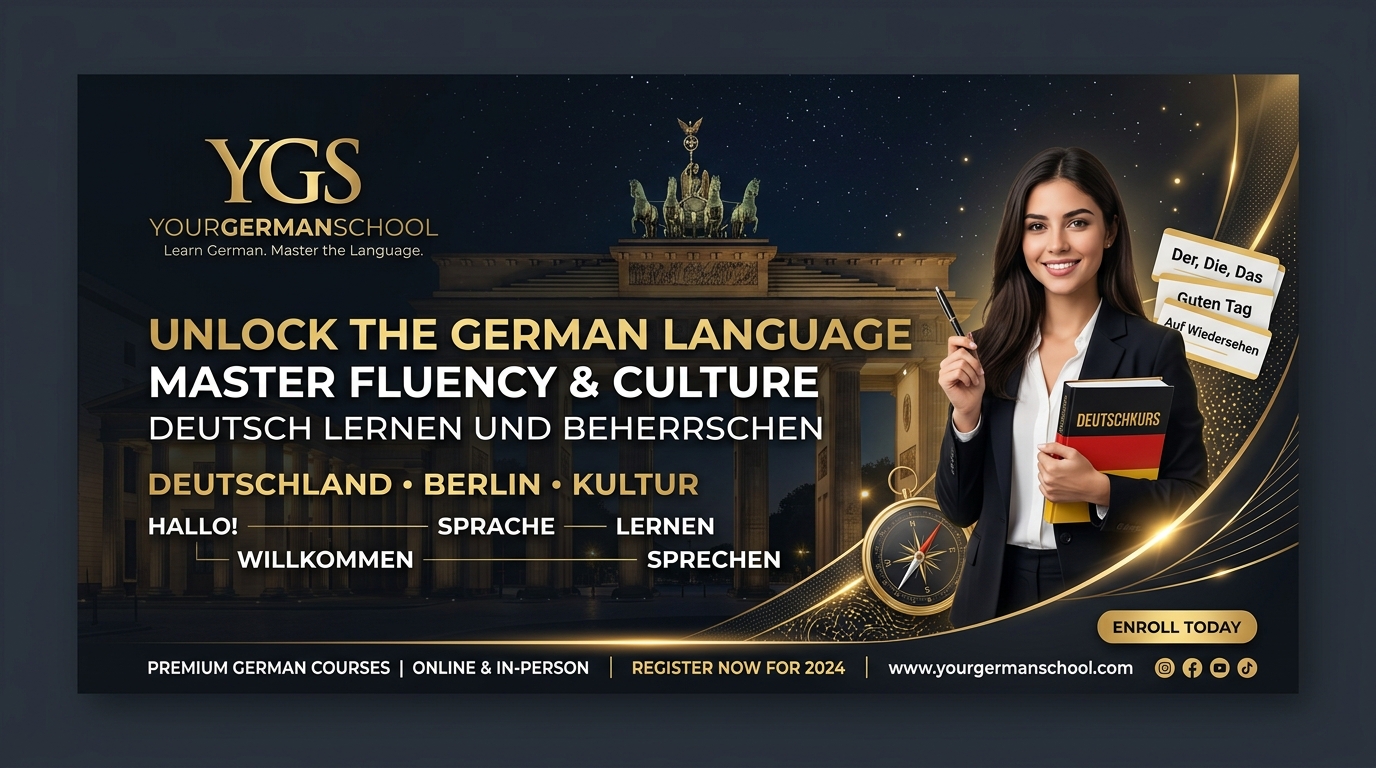 YGS
YOURGERMANSCHOOL
Learn German. Master the Language.
UNLOCK THE GERMAN LANGUAGE
MASTER FLUENCY & CULTURE
DEUTSCH LERNEN UND BEHERRSCHEN
DEUTSCHLAND • BERLIN • KULTUR
HALLO! SPRACHE LERNEN
WILLKOMMEN SPRECHEN
Der, Die, Das
Guten Tag
Auf Wiedersehen
DEUTSCHKURS
ENROLL TODAY
PREMIUM GERMAN COURSES | ONLINE & IN-PERSON | REGISTER NOW FOR 2024 | www.yourgermanschool.com